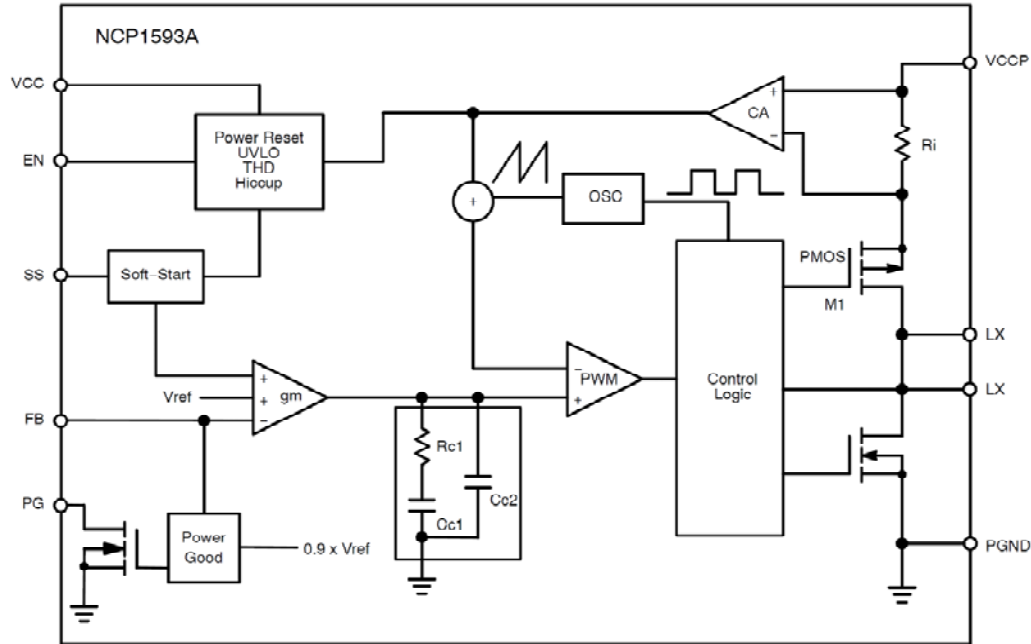 NCP1593A
VCC
VCCP
Power Reset
UVLO
THD
Hiccup
CA
+
−
Ri
EN
+
OSC
SS
Soft–Start
PMOS
M1
LX
Vref
+
+
−
gm
−
+
PWM
Control
Logic
LX
FB
Rc1
Cc2
Cc1
PG
Power
Good
0.9 x Vref
PGND